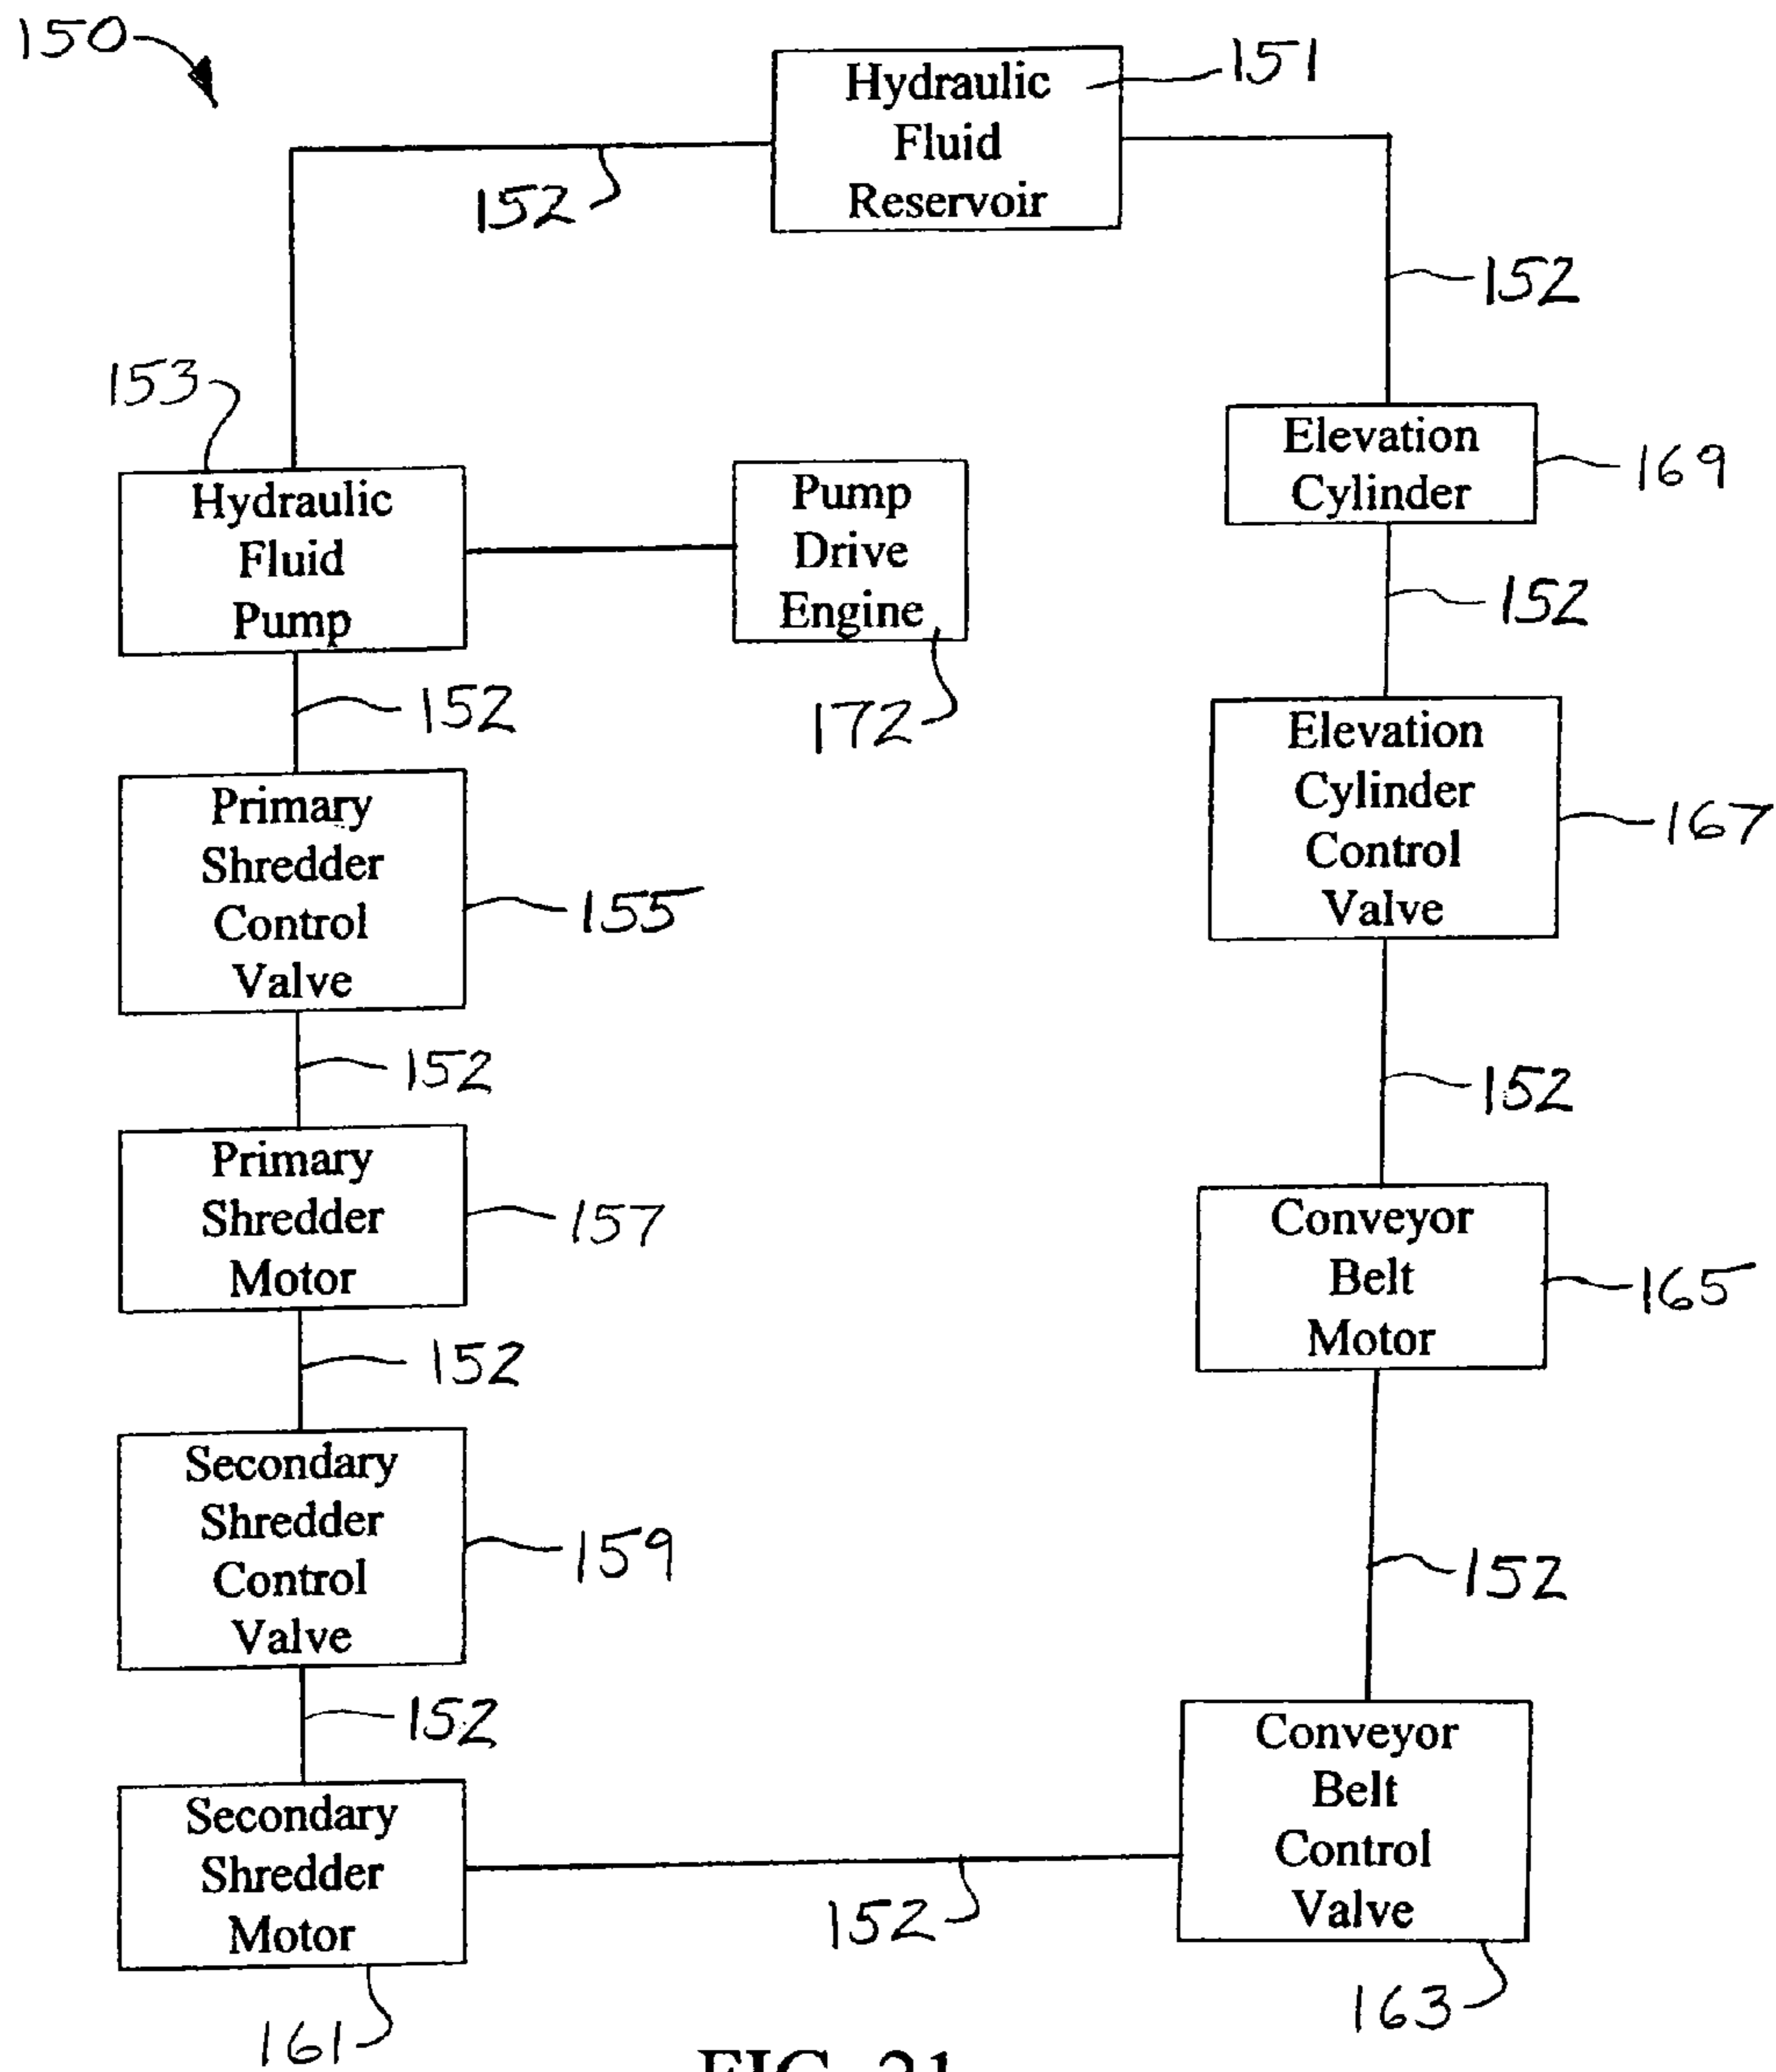 150
Hydraulic
Fluid
Reservoir
151
152
152
153
Hydraulic
Fluid
Pump
Pump
Drive
Engine
172
Elevation
Cylinder
169
152
152
Primary
Shredder
Control
Valve
155
Elevation
Cylinder
Control
Valve
167
152
152
Primary
Shredder
Motor
157
Conveyor
Belt
Motor
165
152
152
Secondary
Shredder
Control
Valve
159
152
Secondary
Shredder
Motor
161
152
Conveyor
Belt
Control
Valve
163
FIG. 21